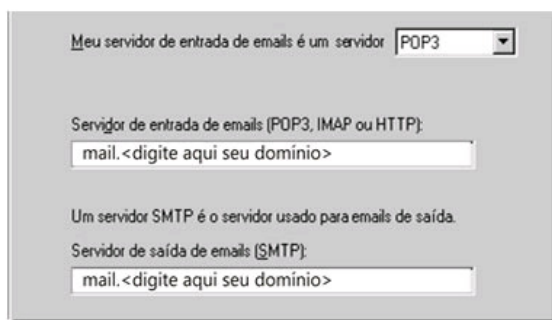 Meu servidor de entrada de emails é um servidor POP3
Servidor de entrada de emails (POP3, IMAP ou HTTP):
mail.<digite aqui seu domínio>
Um servidor SMTP é o servidor usado para emails de saída.
Servidor de saída de emails (SMTP):
mail.<digite aqui seu domínio>